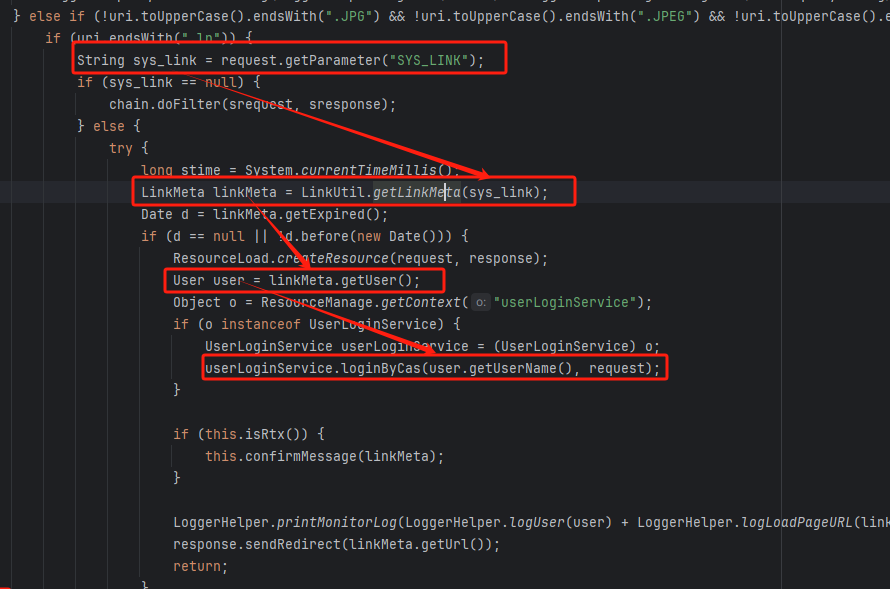 } else if (!uri.toUpperCase().endsWith(".JPG") && !uri.toUpperCase().endsWith(".JPEG") && !uri.toUpperCase().e
if (uri.endsWith(".ln")) {
String sys_link = request.getParameter("SYS_LINK");
if (sys_link == null) {
chain.doFilter(srequest, sresponse);
} else {
try {
long stime = System.currentTimeMillis();
LinkMeta linkMeta = LinkUtil.getLinkMeta(sys_link);
Date d = linkMeta.getExpired();
if (d == null || !d.before(new Date())) {
ResourceLoad.createResource(request, response);
User user = linkMeta.getUser();
Object o = ResourceManage.getContext( o: "userLoginService");
if (o instanceof UserLoginService) {
UserLoginService userLoginService = (UserLoginService) o;
userLoginService.loginByCas(user.getUserName(), request);
}
if (this.isRtx()) {
this.confirmMessage(linkMeta);
}
LoggerHelper.printMonitorLog(LoggerHelper.logUser(user) + LoggerHelper.logLoadPageURL(lin
response.sendRedirect(linkMeta.getUrl());
return;
}